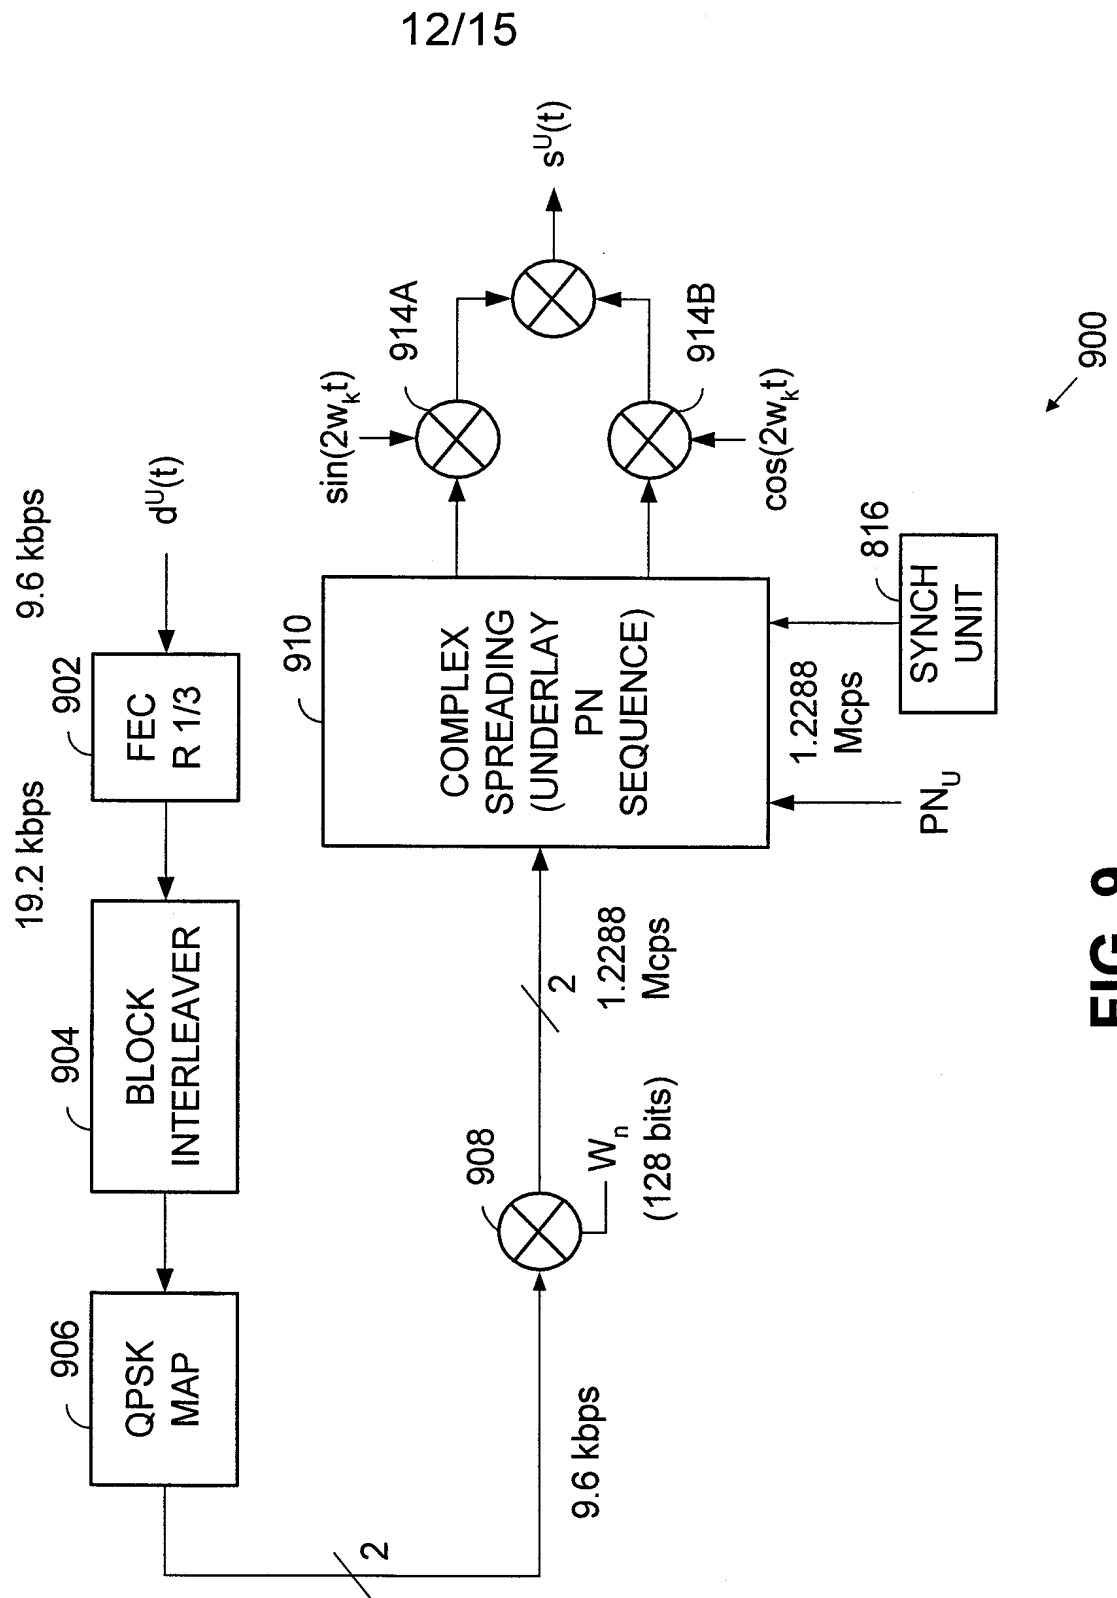 12/15
9.6 kbps
d^U(t)
902
FEC
R 1/3
19.2 kbps
904
BLOCK
INTERLEAVER
906
QPSK
MAP
2
9.6 kbps
908
W_n
(128 bits)
2
1.2288
Mcps
910
COMPLEX
SPREADING
(UNDERLAY
PN
SEQUENCE)
PN_U
1.2288
Mcps
816
SYNCH
UNIT
sin(2w_kt)
914A
cos(2w_kt)
914B
s^U(t)
900
FIG. 9